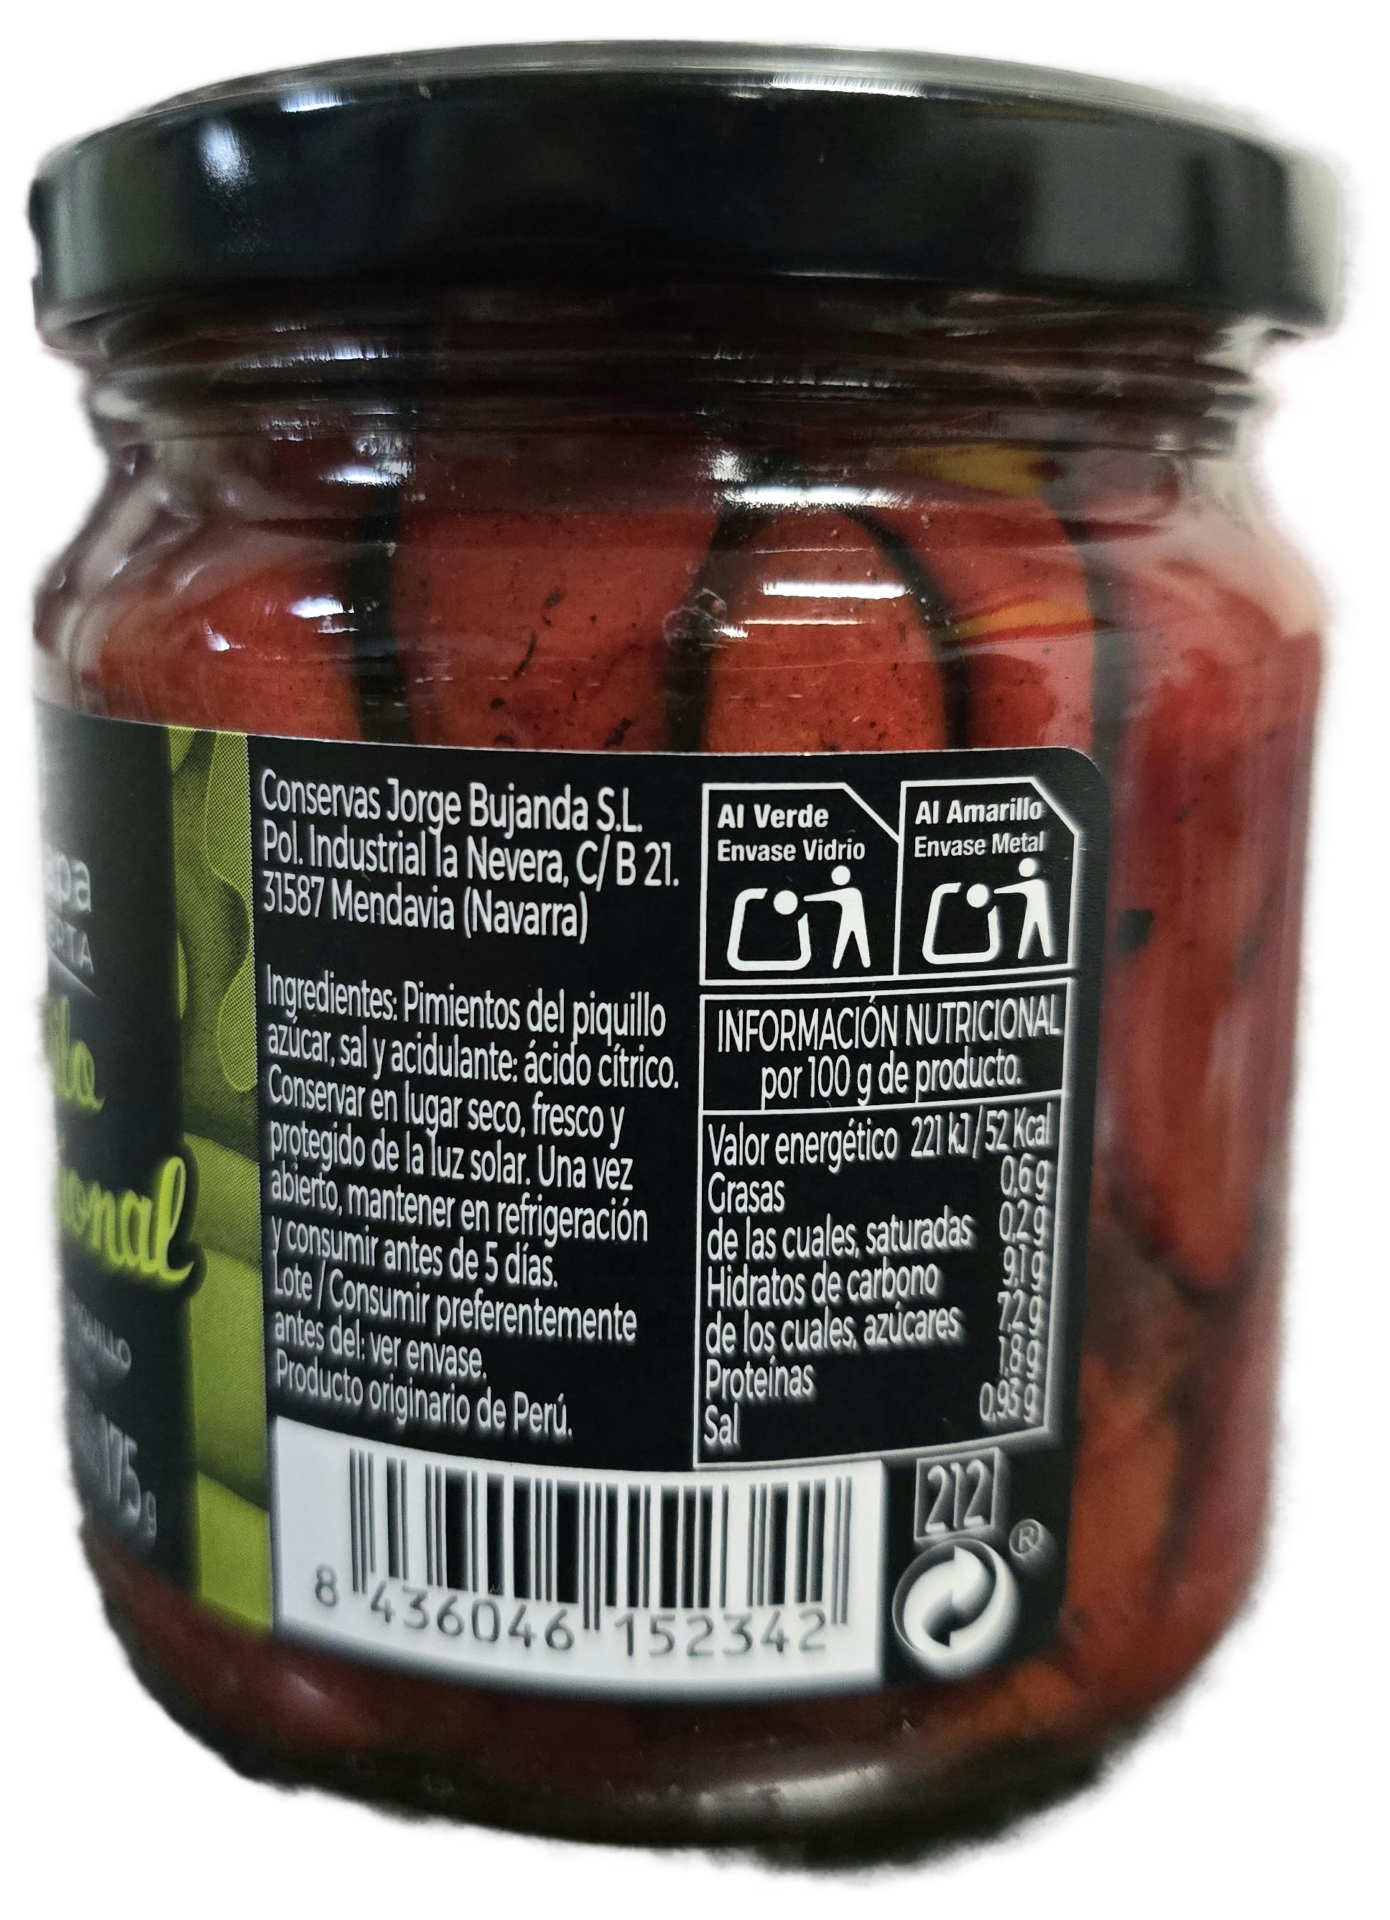 Conservas Jorge Bujanda S.L.
Pol. Industrial la Nevera, C/ B 21.
31587 Mendavia (Navarra)
Ingredientes: Pimientos del piquillo
azúcar, sal y acidulante: ácido cítrico.
Conservar en lugar seco, fresco y
protegido de la luz solar. Una vez
abierto, mantener en refrigeración
y consumir antes de 5 días.
Lote / Consumir preferentemente
antes del: ver envase.
Producto originario de Perú.
8 436046 152342
Al Verde
Envase Vidrio
Al Amarillo
Envase Metal
INFORMACIÓN NUTRICIONAL
por 100 g de producto.
Valor energético 221 kJ / 52 Kcal
Grasas 0,6 g
de las cuales, saturadas 0,2 g
Hidratos de carbono 9,1 g
de los cuales, azúcares 7,2 g
Proteínas 1,8 g
Sal 0,93 g
212
®
175 g